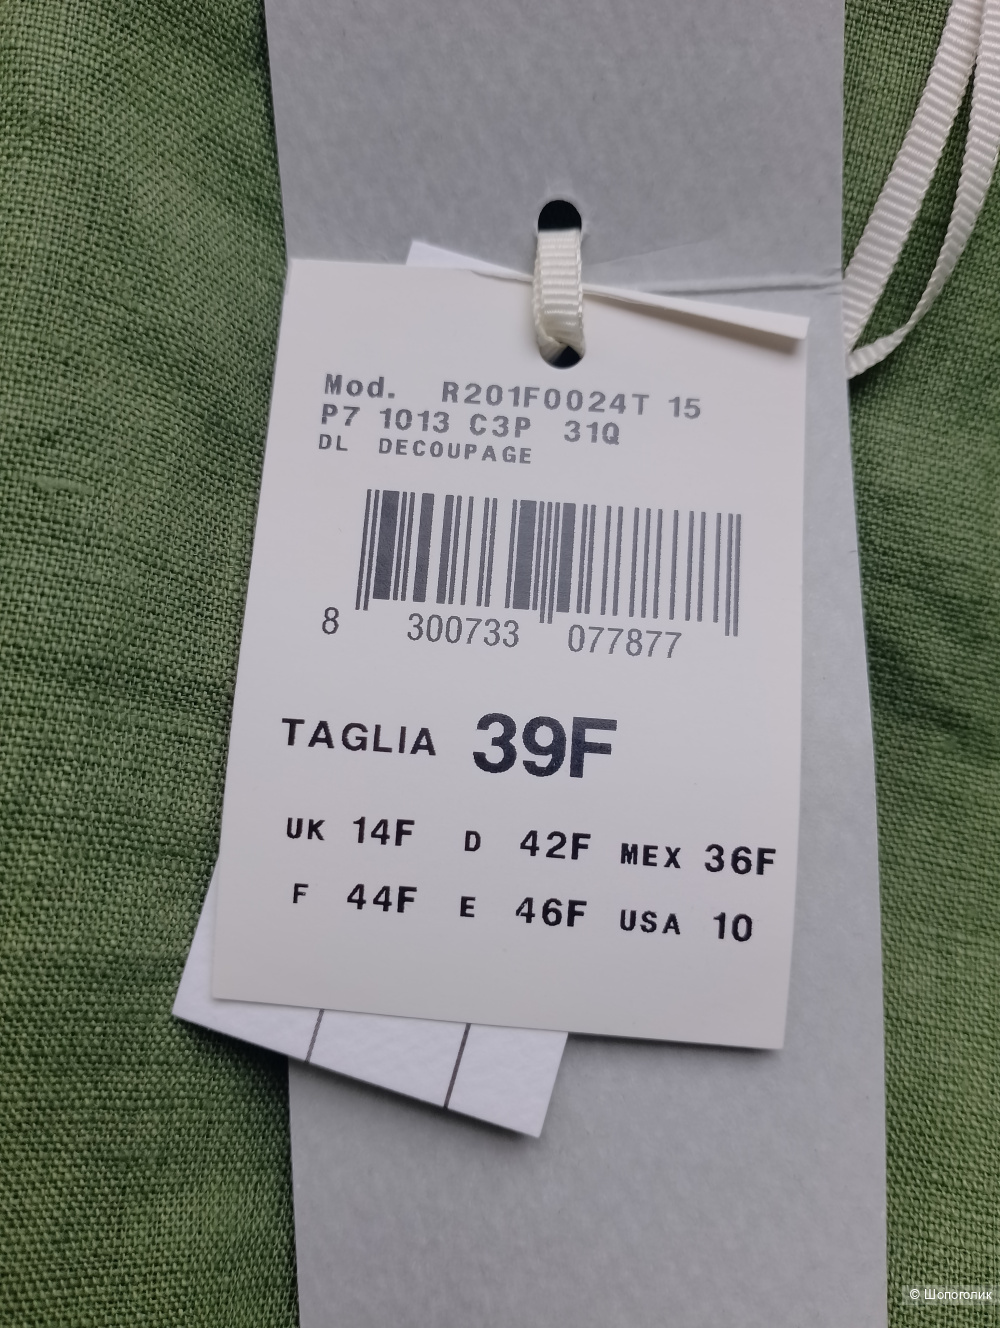 Mod. R201F0024T 15
P7 1013 C3P 31Q
DL DECOUPAGE
8 300733 077877
TAGLIA 39F
UK 14F D 42F MEX 36F
F 44F E 46F USA 10
© Шопоголик